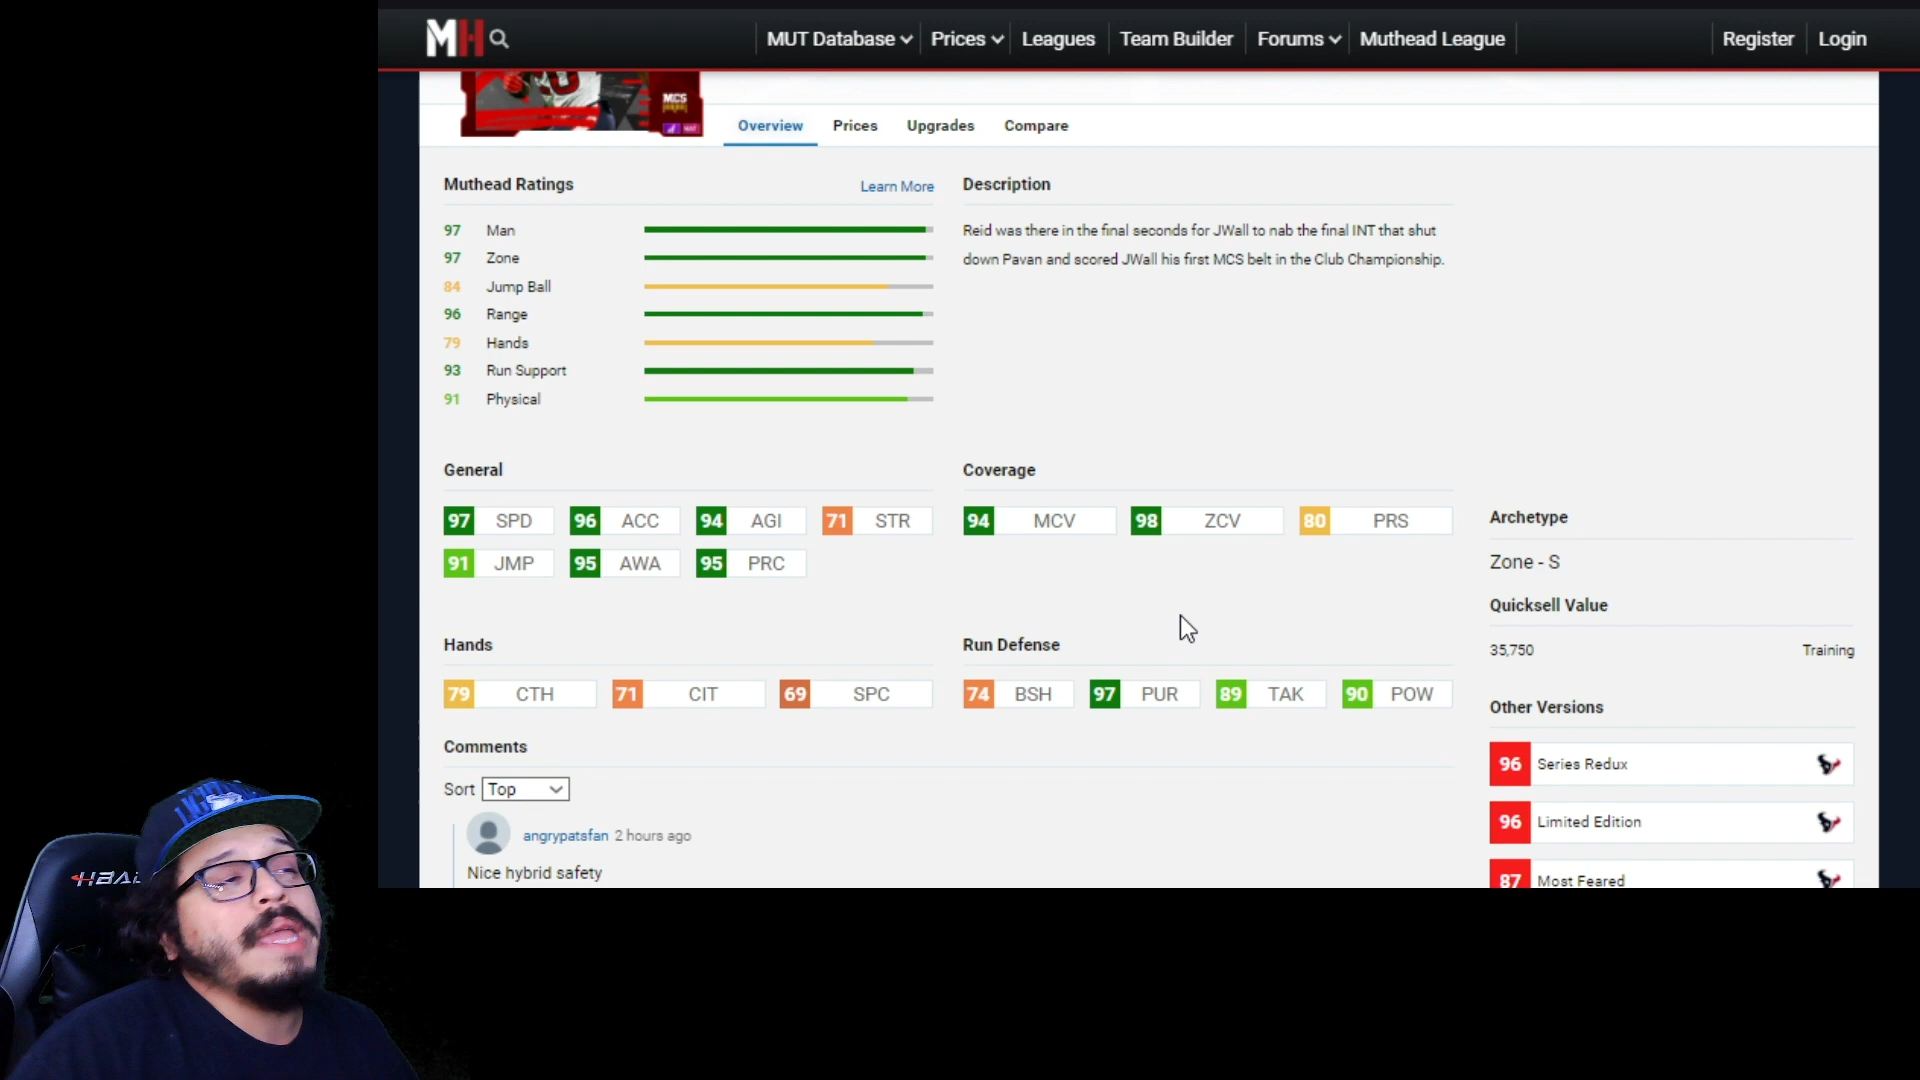 MH
MUT Database
Prices
Leagues
Team Builder
Forums
Muthead League
Register
Login
MCS
Overview
Prices
Upgrades
Compare
Muthead Ratings
Learn More
97 Man
97 Zone
84 Jump Ball
96 Range
79 Hands
93 Run Support
91 Physical
Description
Reid was there in the final seconds for JWall to nab the final INT that shut
down Pavan and scored JWall his first MCS belt in the Club Championship.
General
97 SPD 96 ACC 94 AGI 71 STR
91 JMP 95 AWA 95 PRC
Coverage
94 MCV 98 ZCV 80 PRS
Archetype
Zone - S
Quicksell Value
35,750 Training
Hands
79 CTH 71 CIT 69 SPC
Run Defense
74 BSH 97 PUR 89 TAK 90 POW
Other Versions
96 Series Redux
96 Limited Edition
87 Most Feared
Comments
Sort Top
angrypatsfan 2 hours ago
Nice hybrid safety